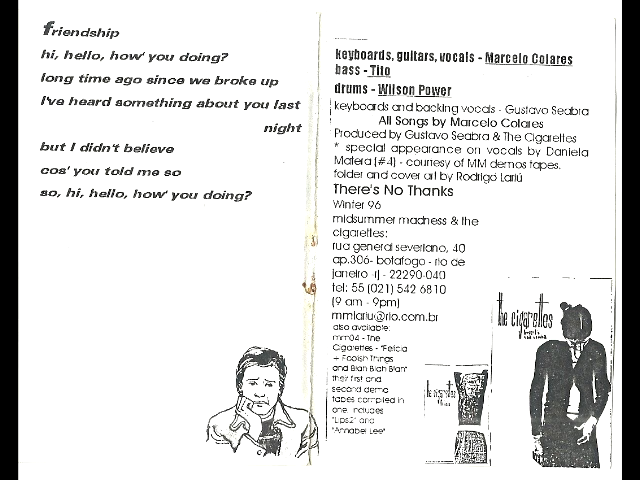 friendship
hi, hello, how' you doing?
long time ago since we broke up
I've heard something about you last
night
but I didn't believe
cos' you told me so
so, hi, hello, how' you doing?
keyboards, guitars, vocals - Marcelo Colares
bass - Tito
drums - Wilson Power
keyboards and backing vocals - Gustavo Seabra
All Songs by Marcelo Colares
Produced by Gustavo Seabra & The Cigarettes
* special appearance on vocals by Daniela
Matera (#4) - courtesy of MM demos tapes.
folder and cover art by Rodrigo Lariú
There's No Thanks
Winter 96
midsummer madness & the
cigarettes:
rua general severiano, 40
ap.306- botafogo - rio de
janeiro -rj - 22290-040
tel: 55 (021) 542 6810
(9 am - 9pm)
mmlariu@rio.com.br
also available:
mm04 - The
Cigarettes - "Felicia
+ Foolish Things
and Blah Blah Blah"
their first and
second demo
tapes compiled in
one. includes
"Lips2" and
"Annabel Lee"
the cigarettes
the cigarettes